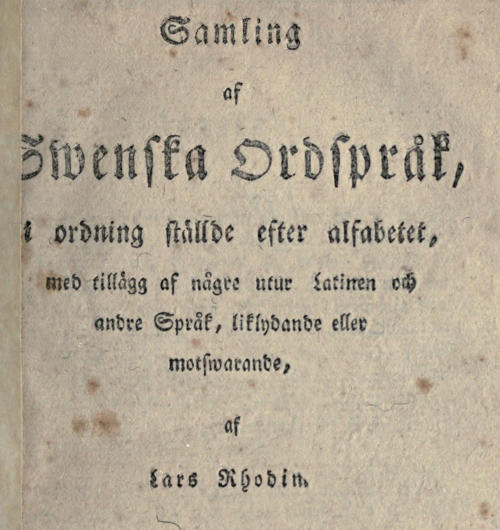 Samling
af
Swenska Ordspråk,
i ordning ställde efter alfabetet,
med tillägg af någre utur Latinen och
andre Språk, liklydande eller
motswarande,
af
Lars Rhodin.